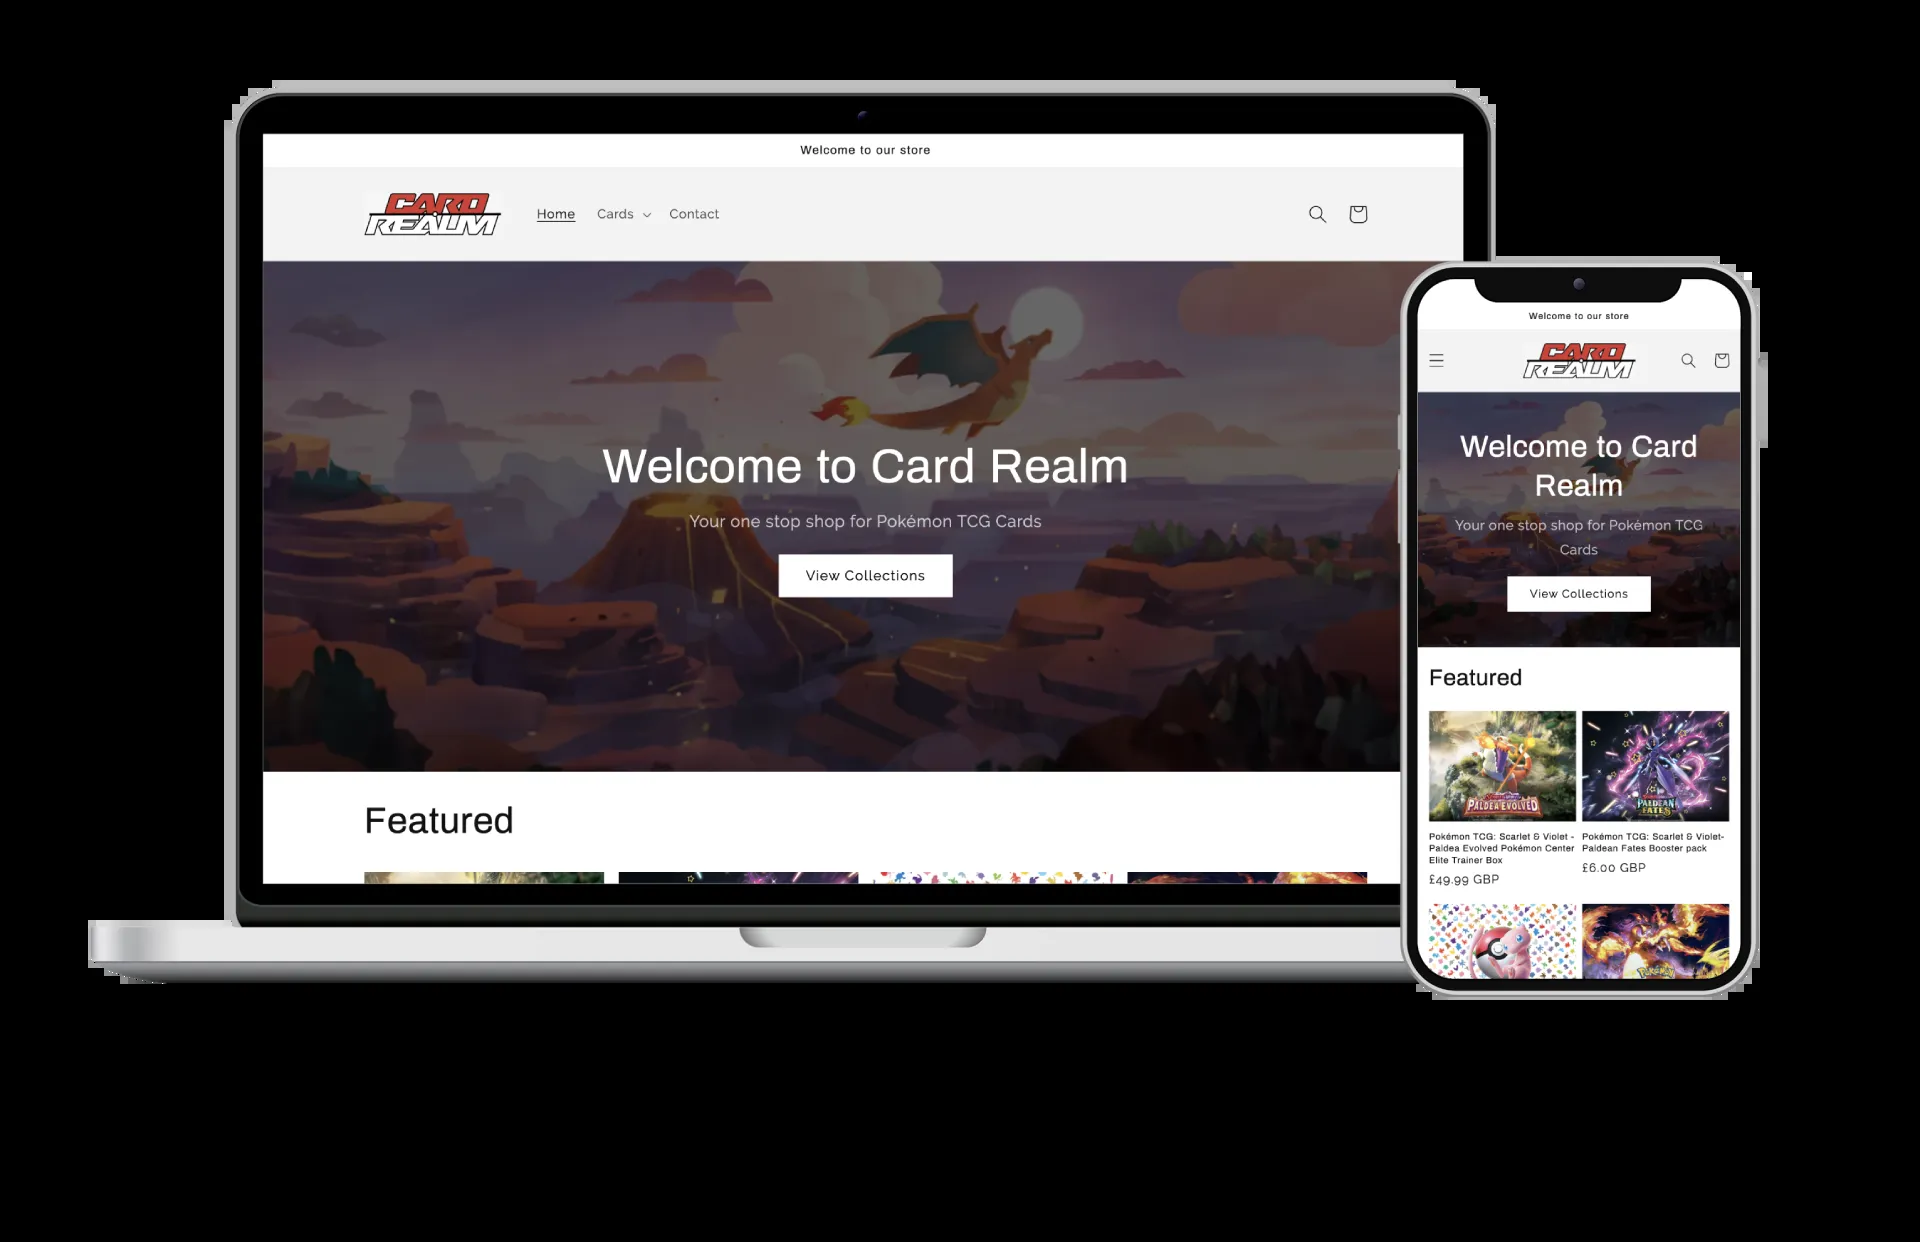 Welcome to our store
CARD
REALM
Home
Cards
Contact
Welcome to Card Realm
Your one stop shop for Pokémon TCG Cards
View Collections
Featured
Welcome to our store
CARD
REALM
Welcome to Card
Realm
Your one stop shop for Pokémon TCG
Cards
View Collections
Featured
PALDEA EVOLVED
PALDEAN
FATES
Pokémon TCG: Scarlet & Violet -
Paldea Evolved Pokémon Center
Elite Trainer Box
£49.99 GBP
Pokémon TCG: Scarlet & Violet-
Paldean Fates Booster pack
£6.00 GBP
POKÉMON